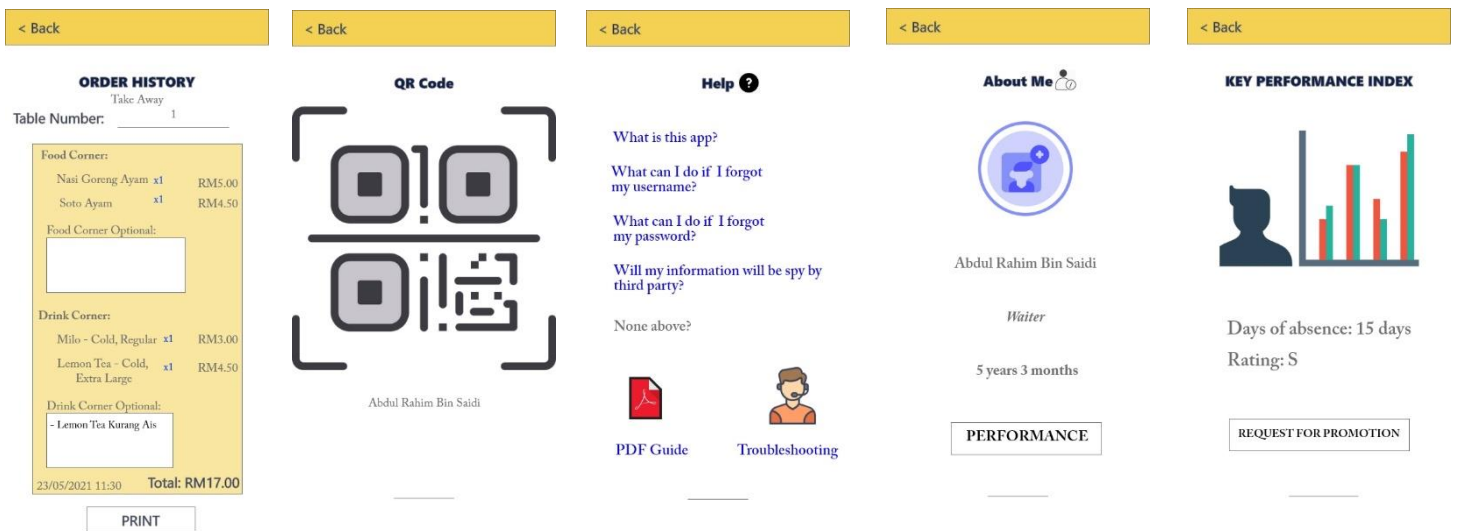 < Back
ORDER HISTORY
Take Away
Table Number: 1
Food Corner:
Nasi Goreng Ayam x1 RM5.00
Soto Ayam x1 RM4.50
Food Corner Optional:
Drink Corner:
Milo - Cold, Regular x1 RM3.00
Lemon Tea - Cold, x1 RM4.50
Extra Large
Drink Corner Optional:
- Lemon Tea Kurang Ais
23/05/2021 11:30 Total: RM17.00
PRINT
< Back
QR Code
Abdul Rahim Bin Saidi
< Back
Help ?
What is this app?
What can I do if I forgot
my username?
What can I do if I forgot
my password?
Will my information will be spy by
third party?
None above?
PDF Guide Troubleshooting
< Back
About Me
Abdul Rahim Bin Saidi
Waiter
5 years 3 months
PERFORMANCE
< Back
KEY PERFORMANCE INDEX
Days of absence: 15 days
Rating: S
REQUEST FOR PROMOTION